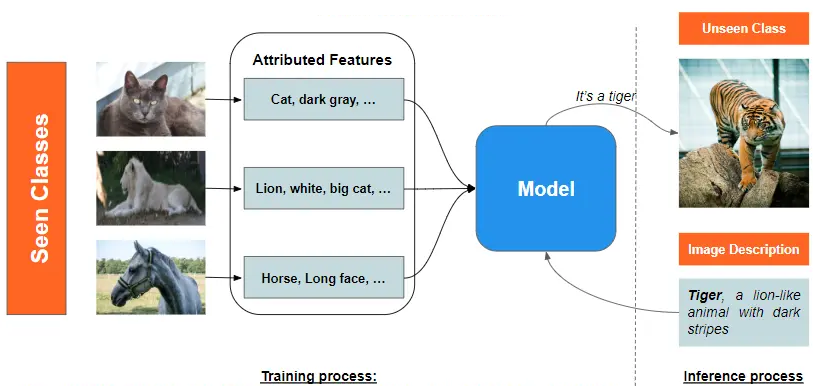 Seen Classes
Attributed Features
Cat, dark gray, …
Lion, white, big cat, …
Horse, Long face, …
Training process:
Model
It's a tiger
Unseen Class
Image Description
Tiger, a lion-like
animal with dark
stripes
Inference process